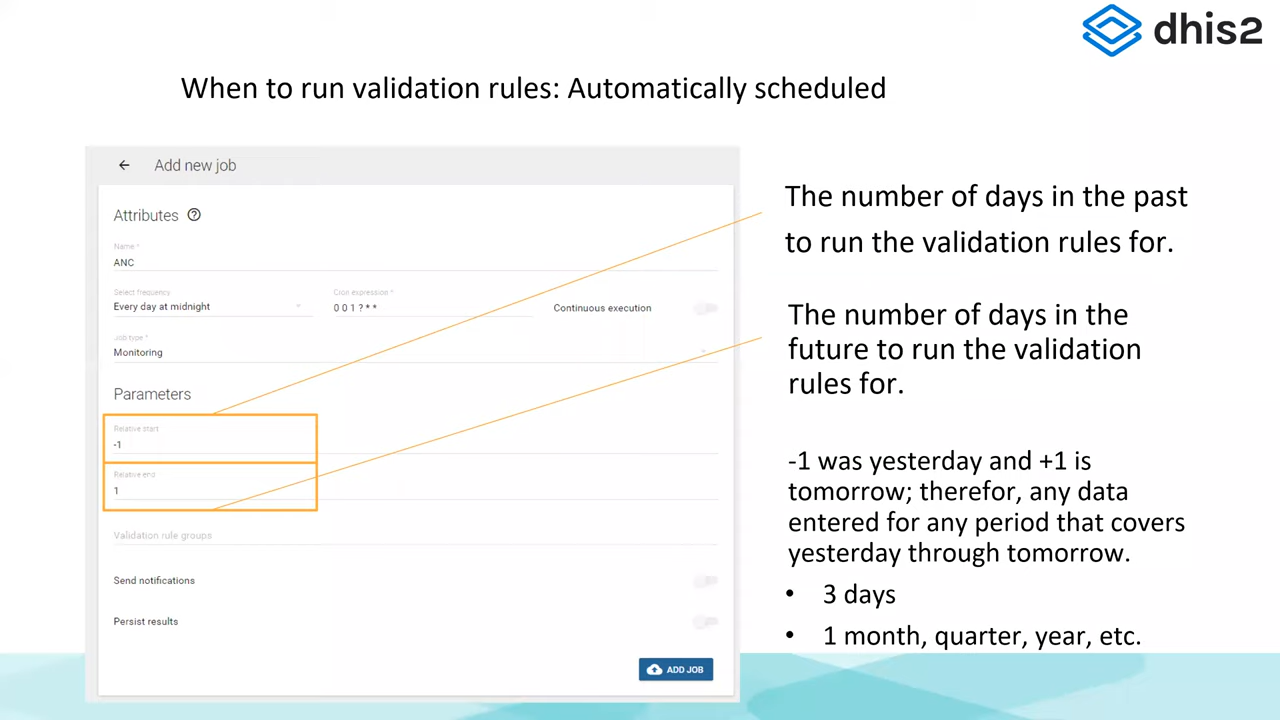 dhis2
When to run validation rules: Automatically scheduled
Add new job
Attributes
Name *
ANC
Select frequency
Every day at midnight
Cron expression *
0 0 1 ? * *
Continuous execution
Job type *
Monitoring
Parameters
Relative start
-1
Relative end
1
Validation rule groups
Send notifications
Persist results
ADD JOB
The number of days in the past
to run the validation rules for.
The number of days in the
future to run the validation
rules for.
-1 was yesterday and +1 is
tomorrow; therefor, any data
entered for any period that covers
yesterday through tomorrow.
• 3 days
• 1 month, quarter, year, etc.